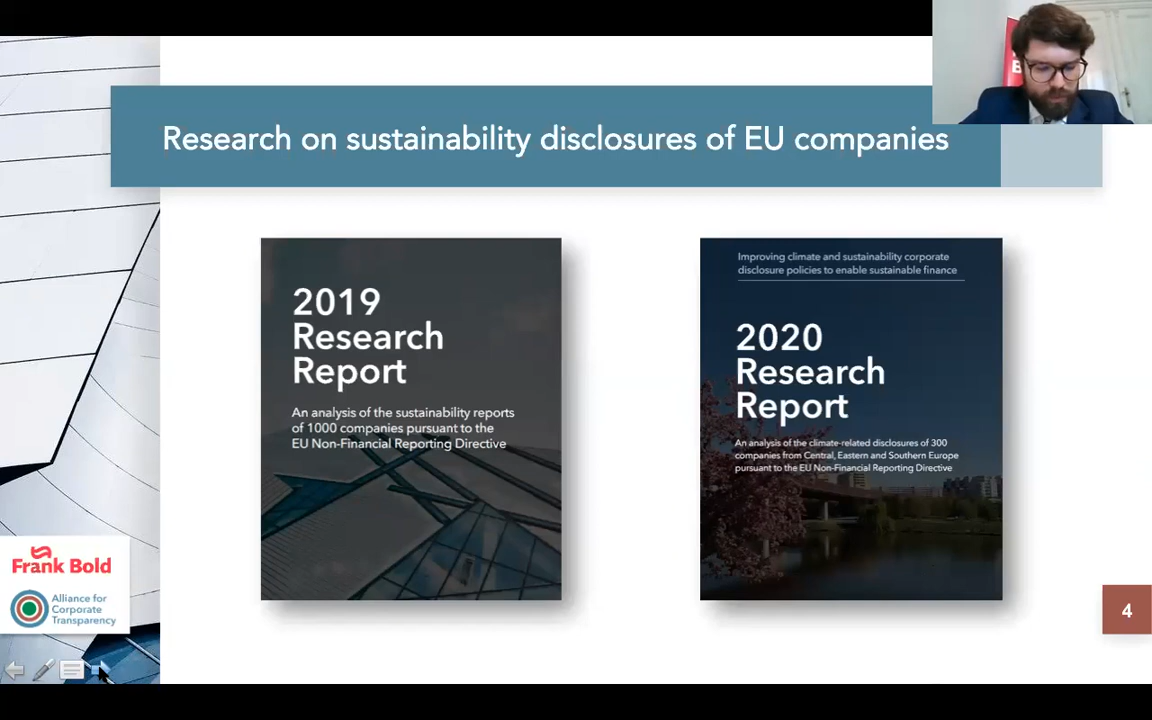 Research on sustainability disclosures of EU companies
2019
Research
Report
An analysis of the sustainability reports
of 1000 companies pursuant to the
EU Non-Financial Reporting Directive
Improving climate and sustainability corporate
disclosure policies to enable sustainable finance
2020
Research
Report
An analysis of the climate-related disclosures of 300
companies from Central, Eastern and Southern Europe
pursuant to the EU Non-Financial Reporting Directive
Frank Bold
Alliance for
Corporate
Transparency
4